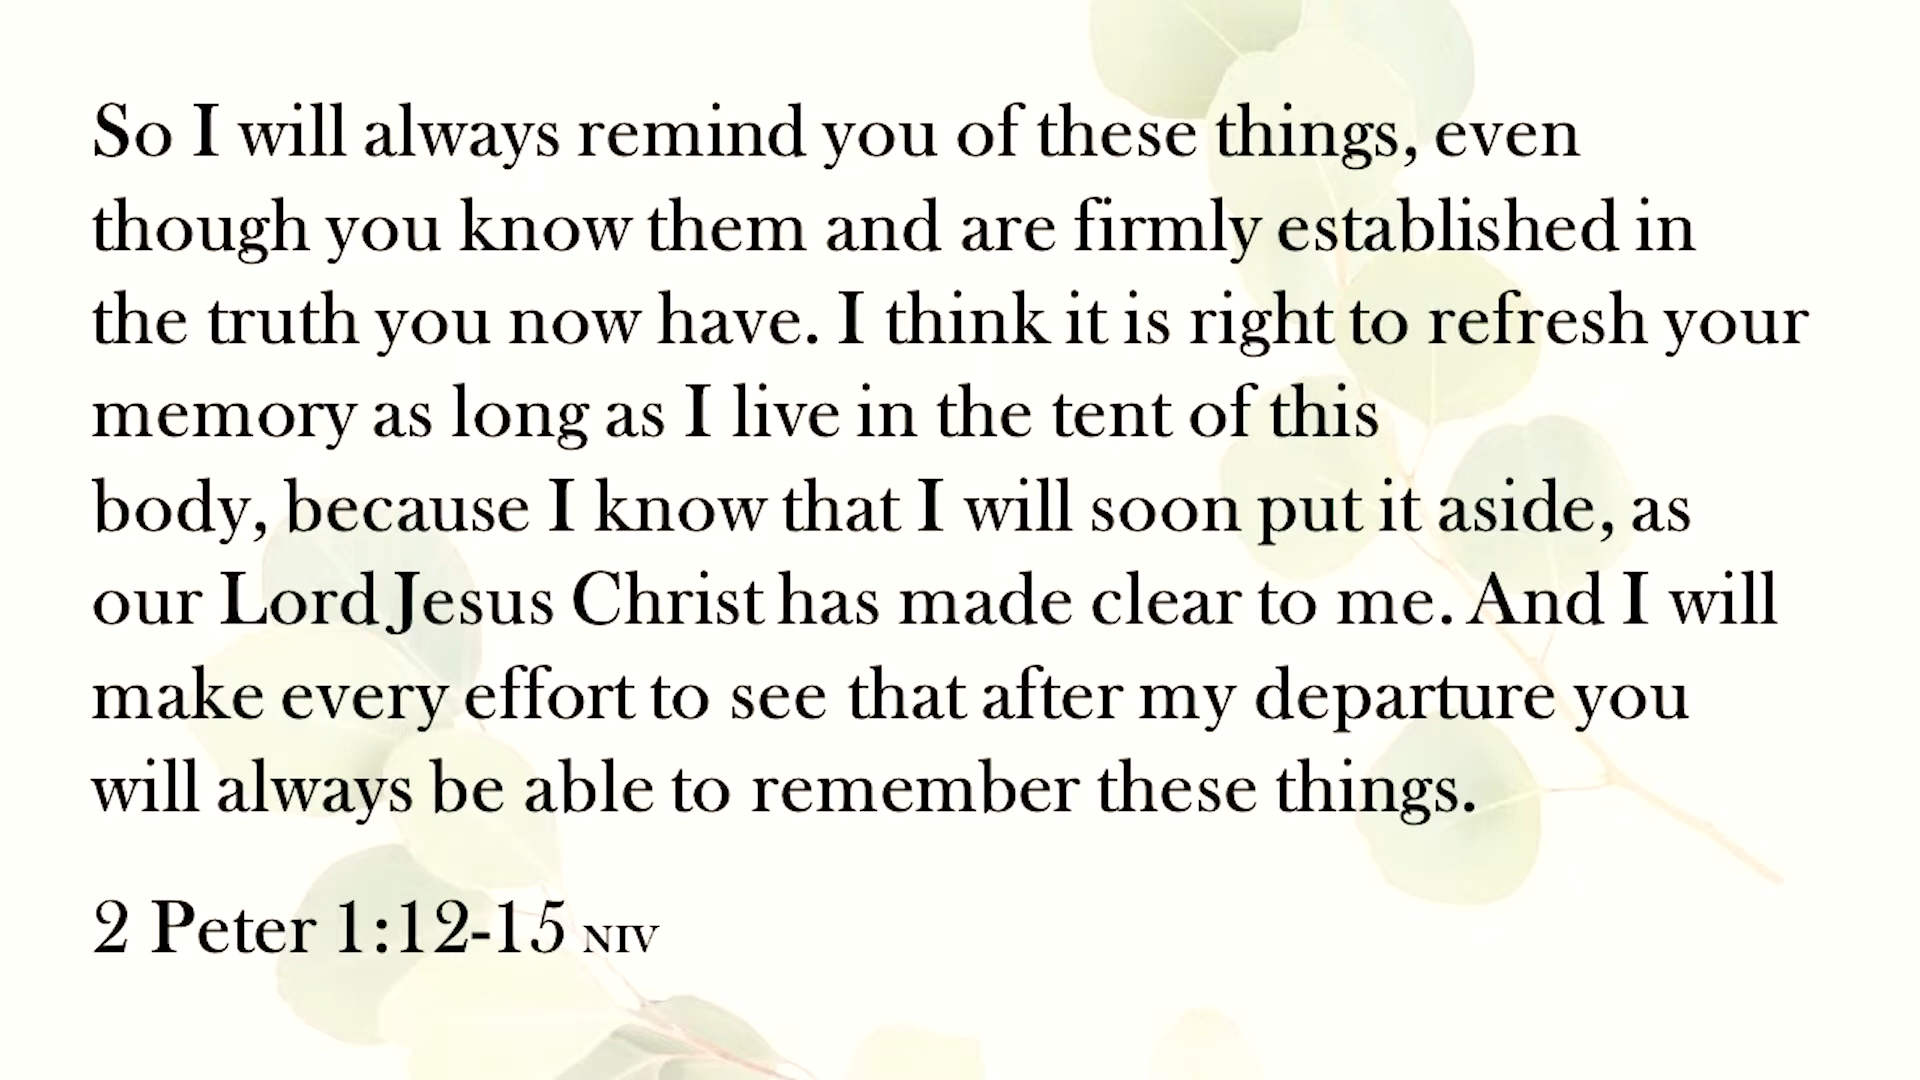 So I will always remind you of these things, even
though you know them and are firmly established in
the truth you now have. I think it is right to refresh your
memory as long as I live in the tent of this
body, because I know that I will soon put it aside, as
our Lord Jesus Christ has made clear to me. And I will
make every effort to see that after my departure you
will always be able to remember these things.
2 Peter 1:12-15 NIV